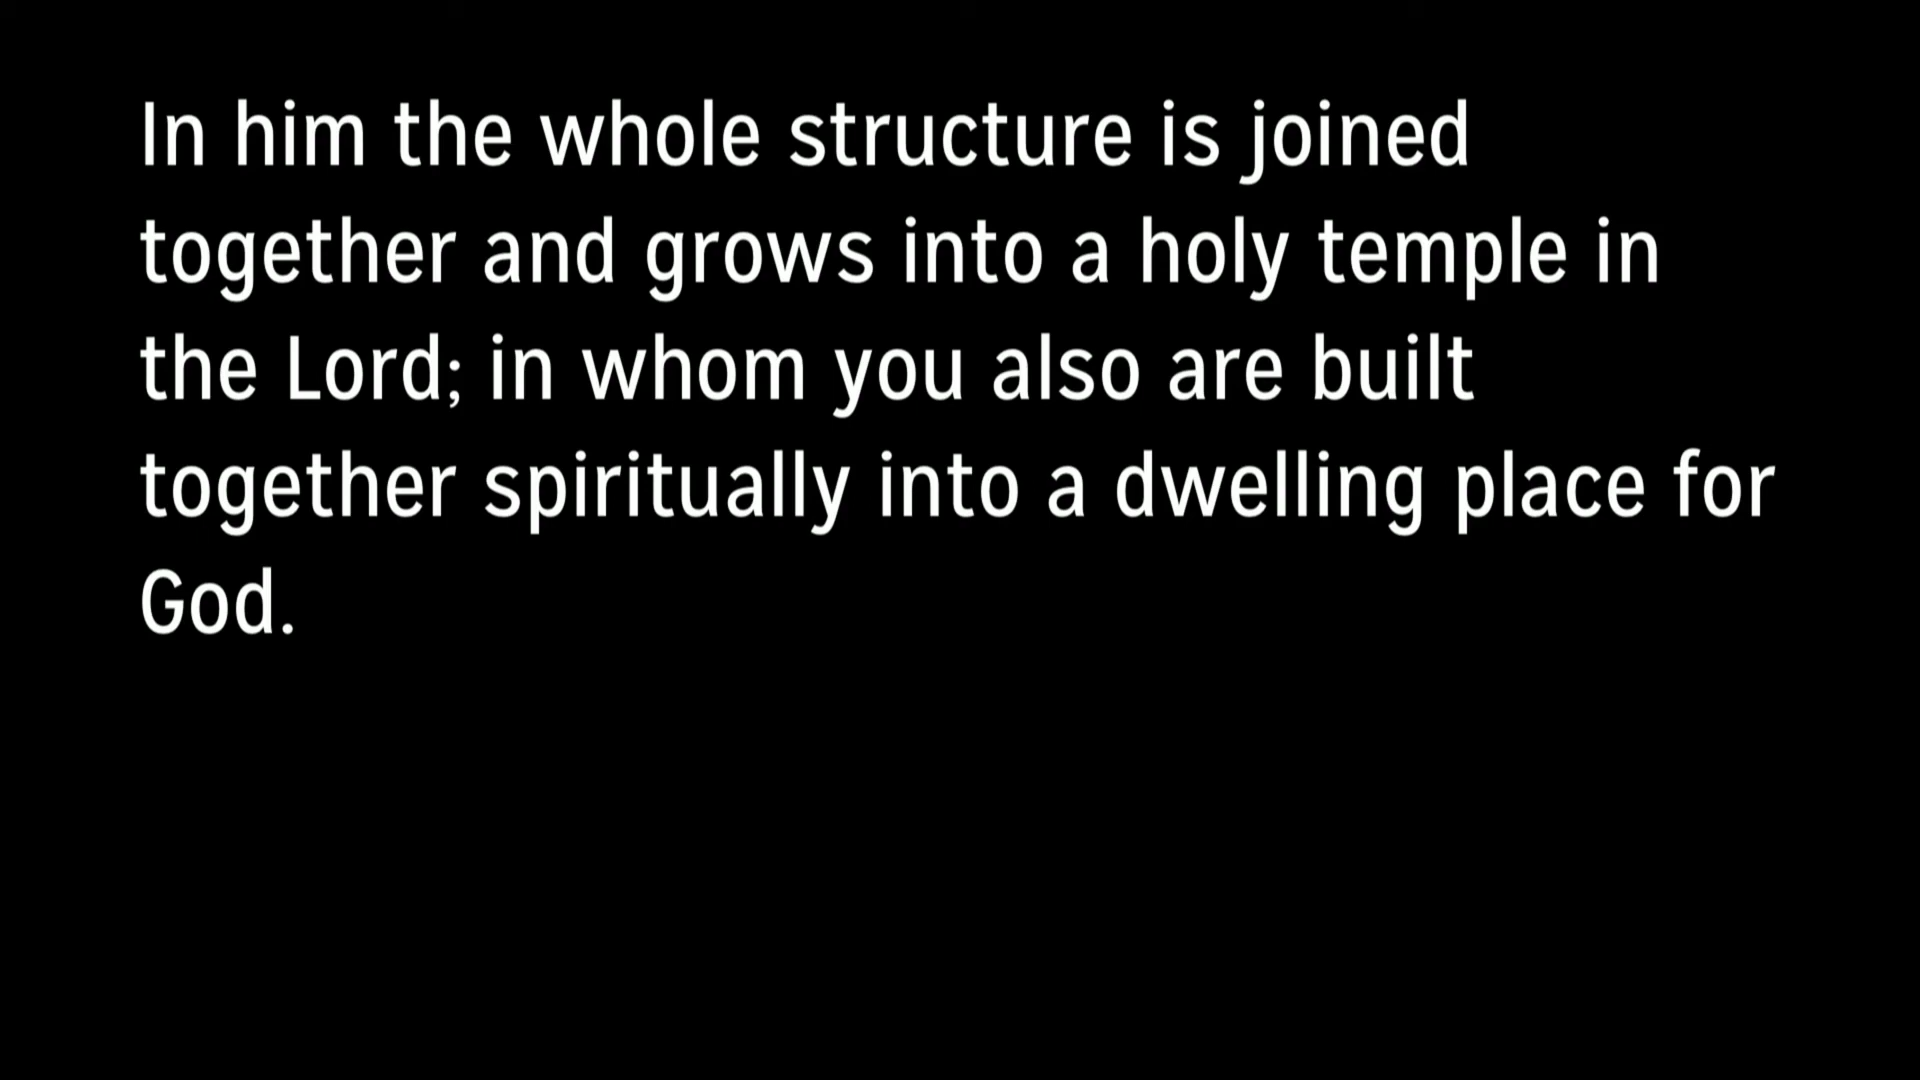 In him the whole structure is joined
together and grows into a holy temple in
the Lord; in whom you also are built
together spiritually into a dwelling place for
God.